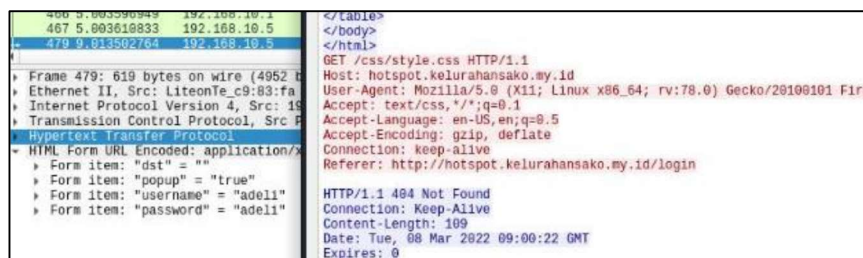 466 5.003596949 192.168.10.1
467 5.003610833 192.168.10.5
479 9.013502764 192.168.10.5
Frame 479: 619 bytes on wire (4952 b
Ethernet II, Src: LiteonTe_c9:83:fa
Internet Protocol Version 4, Src: 19
Transmission Control Protocol, Src P
Hypertext Transfer Protocol
HTML Form URL Encoded: application/x
Form item: "dst" = ""
Form item: "popup" = "true"
Form item: "username" = "adeli"
Form item: "password" = "adeli"
</table>
</body>
</html>
GET /css/style.css HTTP/1.1
Host: hotspot.kelurahansako.my.id
User-Agent: Mozilla/5.0 (X11; Linux x86_64; rv:78.0) Gecko/20100101 Fir
Accept: text/css,*/*;q=0.1
Accept-Language: en-US,en;q=0.5
Accept-Encoding: gzip, deflate
Connection: keep-alive
Referer: http://hotspot.kelurahansako.my.id/login
HTTP/1.1 404 Not Found
Connection: Keep-Alive
Content-Length: 109
Date: Tue, 08 Mar 2022 09:00:22 GMT
Expires: 0